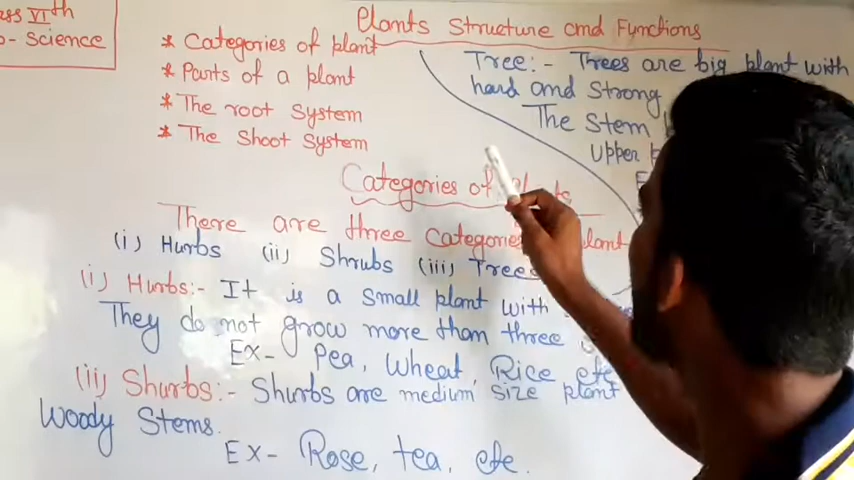 ss VIth
- Science
Plants Structure and Functions
* Categories of plant
* Parts of a plant
* The root System
* The Shoot System
Tree:- Trees are big plant with
hard and Strong
The Stem
upper
Categories of Plants
There are three categories plant
(i) Hurbs (ii) Shrubs (iii) Trees
(i) Hurbs:- It is a small plant with
They do not grow more than three
Ex- Pea, Wheat, Rice etc
(ii) Shurbs:- Shurbs are medium size plant
Woody Stems.
Ex- Rose, tea, etc.